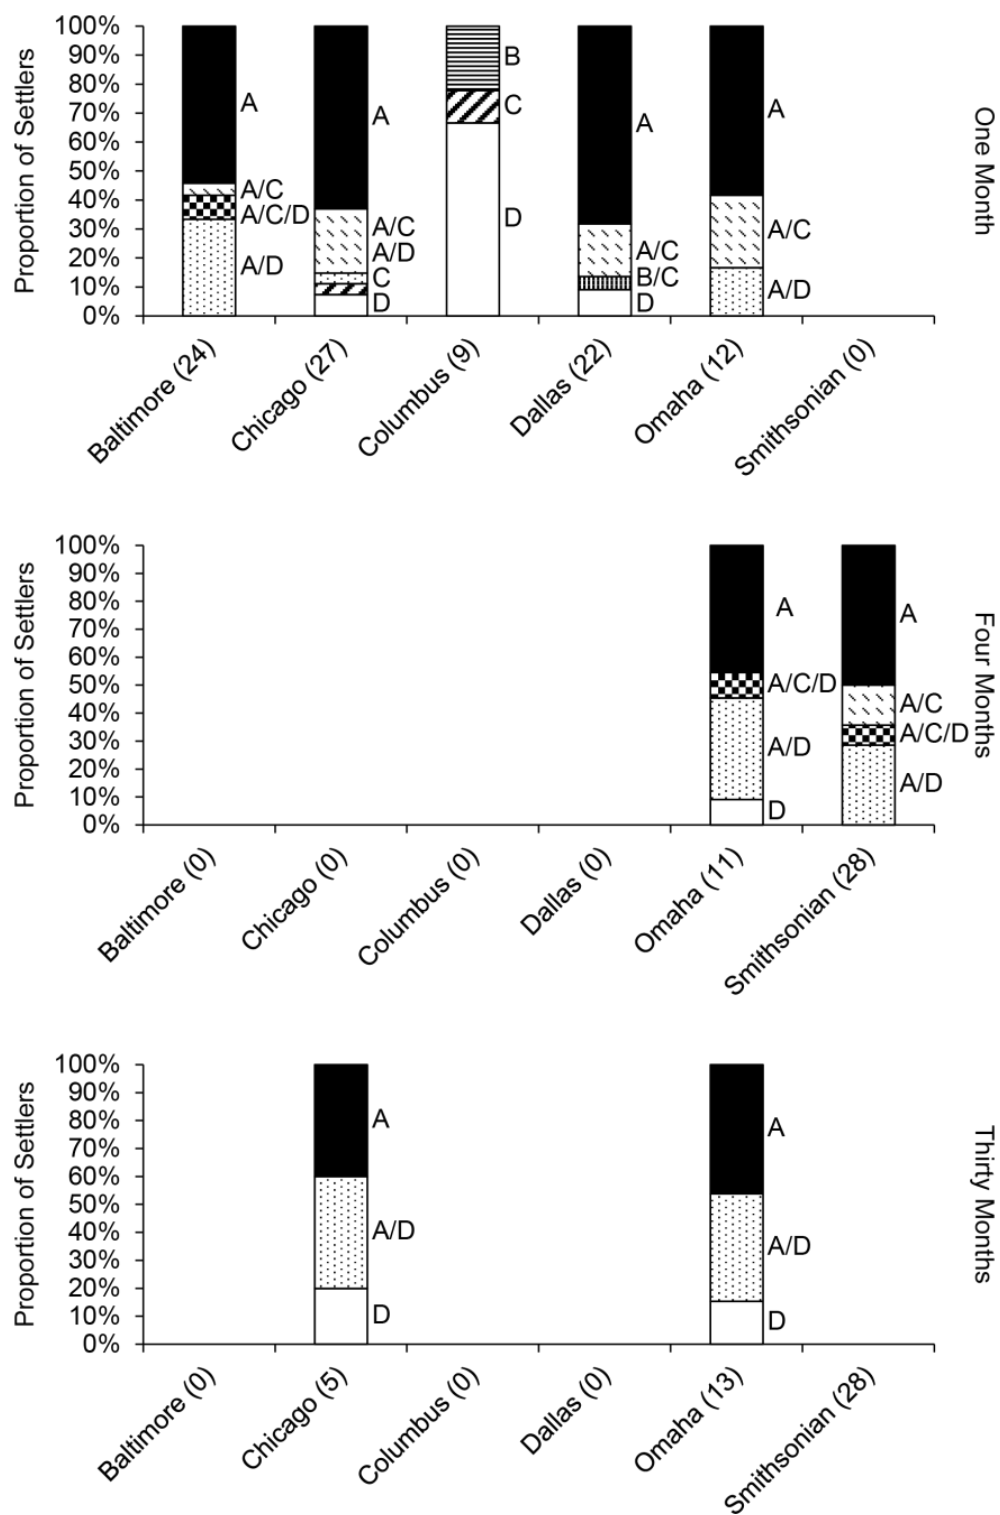 100%
90%
80%
70%
60%
50%
40%
30%
20%
10%
0%
Proportion of Settlers
A
A/C
A/C/D
A/D
A
A/C
A/D
C
D
B
C
D
A
A/C
B/C
D
A
A/C
A/D
One Month
Baltimore (24)
Chicago (27)
Columbus (9)
Dallas (22)
Omaha (12)
Smithsonian (0)
100%
90%
80%
70%
60%
50%
40%
30%
20%
10%
0%
Proportion of Settlers
A
A/C/D
A/D
D
A
A/C
A/C/D
A/D
Four Months
Baltimore (0)
Chicago (0)
Columbus (0)
Dallas (0)
Omaha (11)
Smithsonian (28)
100%
90%
80%
70%
60%
50%
40%
30%
20%
10%
0%
Proportion of Settlers
A
A/D
D
A
A/D
D
Thirty Months
Baltimore (0)
Chicago (5)
Columbus (0)
Dallas (0)
Omaha (13)
Smithsonian (28)